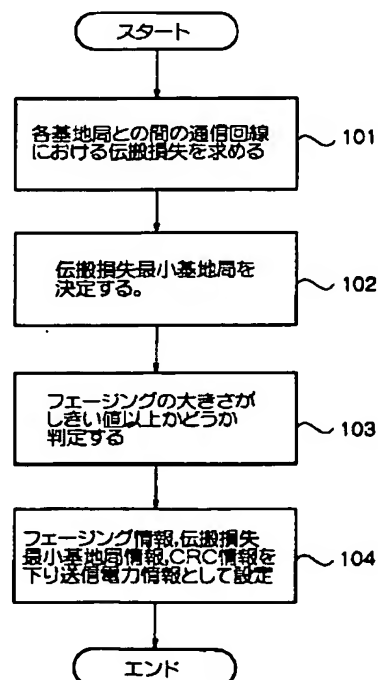 スタート
各基地局との間の通信回線
における伝搬損失を求める
101
伝搬損失最小基地局を
決定する。
102
フェージングの大きさが
しきい値以上かどうか
判定する
103
フェージング情報,伝搬損失
最小基地局情報,CRC情報を
下り送信電力情報として設定
104
エンド